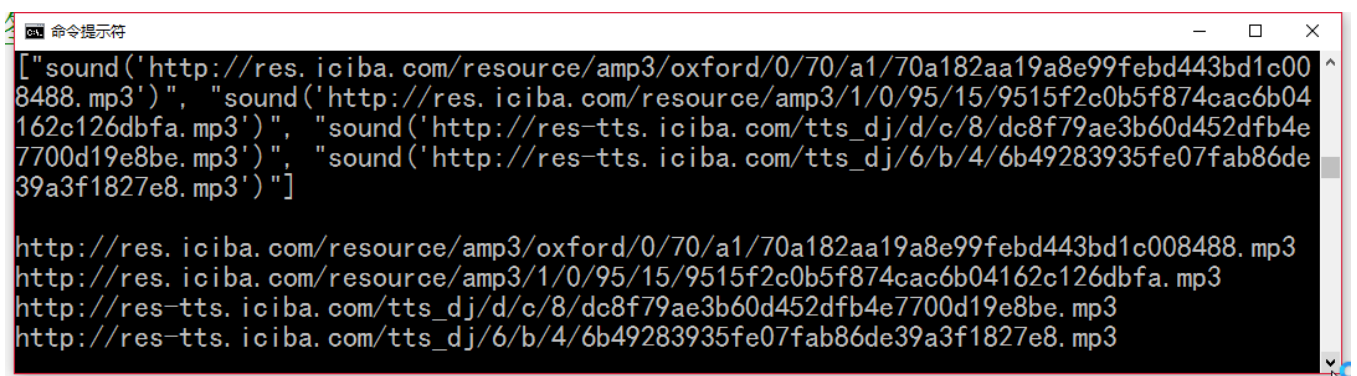 命令提示符
["sound('http://res.iciba.com/resource/amp3/oxford/0/70/a1/70a182aa19a8e99febd443bd1c00
8488.mp3')", "sound('http://res.iciba.com/resource/amp3/1/0/95/15/9515f2c0b5f874cac6b04
162c126dbfa.mp3')", "sound('http://res-tts.iciba.com/tts_dj/d/c/8/dc8f79ae3b60d452dfb4e
7700d19e8be.mp3')", "sound('http://res-tts.iciba.com/tts_dj/6/b/4/6b49283935fe07fab86de
39a3f1827e8.mp3')"]
http://res.iciba.com/resource/amp3/oxford/0/70/a1/70a182aa19a8e99febd443bd1c008488.mp3
http://res.iciba.com/resource/amp3/1/0/95/15/9515f2c0b5f874cac6b04162c126dbfa.mp3
http://res-tts.iciba.com/tts_dj/d/c/8/dc8f79ae3b60d452dfb4e7700d19e8be.mp3
http://res-tts.iciba.com/tts_dj/6/b/4/6b49283935fe07fab86de39a3f1827e8.mp3